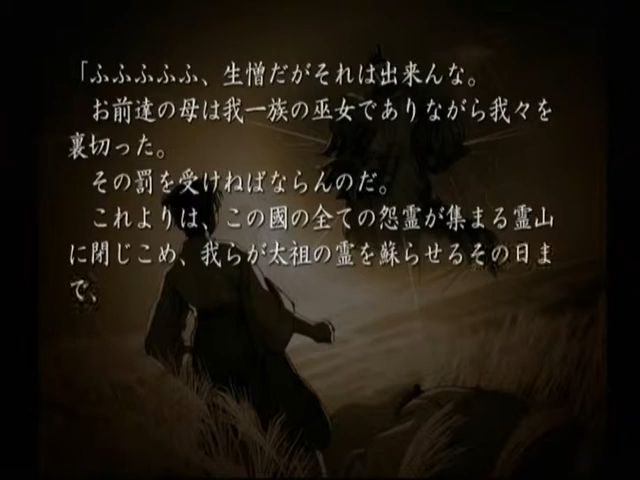 「ふふふふふ、生憎だがそれは出来んな。
　お前達の母は我一族の巫女でありながら我々を
裏切った。
　その罰を受けねばならんのだ。
　これよりは、この國の全ての怨霊が集まる霊山
に閉じこめ、我らが太祖の霊を蘇らせるその日ま
で、